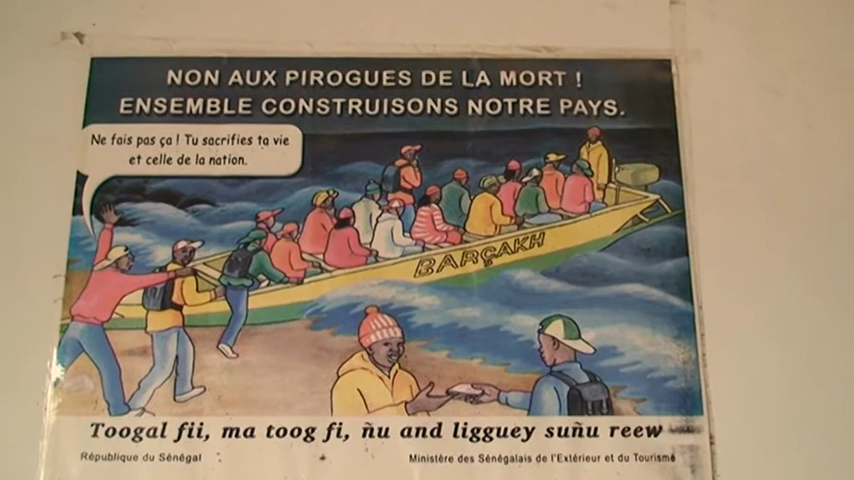 NON AUX PIROGUES DE LA MORT !
ENSEMBLE CONSTRUISONS NOTRE PAYS.
Ne fais pas ça ! Tu sacrifies ta vie
et celle de la nation.
BARÇAKH
Toogal fii, ma toog fi, ñu and ligguey suñu reew
République du Sénégal
Ministère des Sénégalais de l'Extérieur et du Tourisme